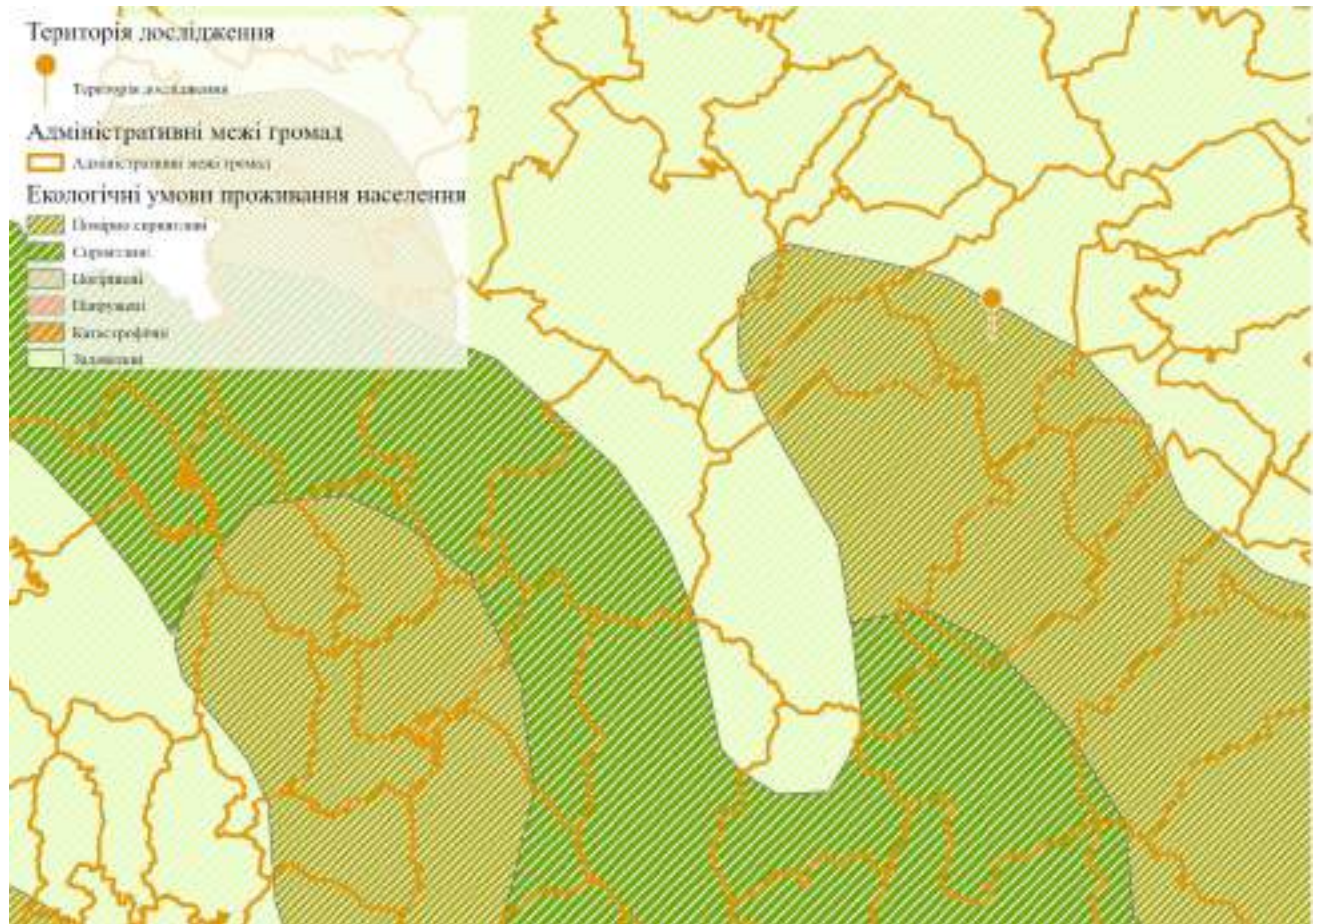 Територія дослідження
Територія дослідження
Адміністративні межі громад
Адміністративні межі громад
Екологічні умови проживання населення
Помірно сприятливі
Сприятливі
Погіршені
Напружені
Катастрофічні
Задовільні